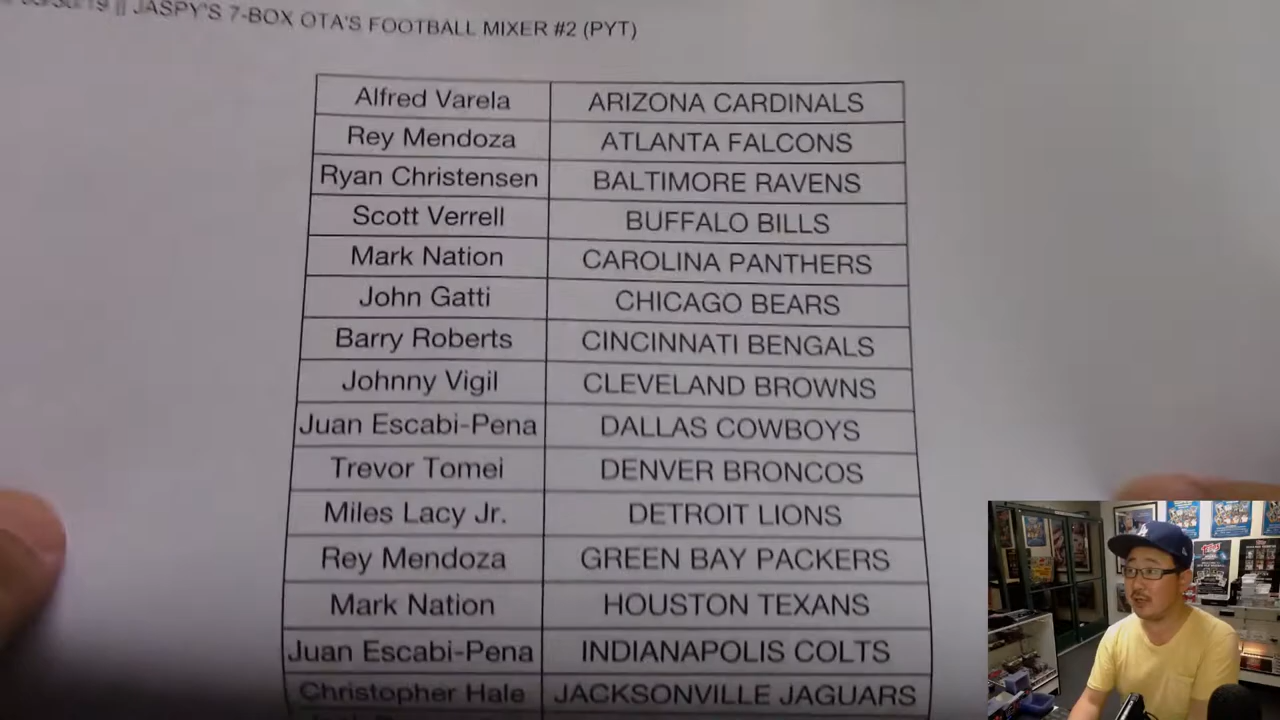 JASPY'S 7-BOX OTA'S FOOTBALL MIXER #2 (PYT)
Alfred Varela ARIZONA CARDINALS
Rey Mendoza ATLANTA FALCONS
Ryan Christensen BALTIMORE RAVENS
Scott Verrell BUFFALO BILLS
Mark Nation CAROLINA PANTHERS
John Gatti CHICAGO BEARS
Barry Roberts CINCINNATI BENGALS
Johnny Vigil CLEVELAND BROWNS
Juan Escabi-Pena DALLAS COWBOYS
Trevor Tomei DENVER BRONCOS
Miles Lacy Jr. DETROIT LIONS
Rey Mendoza GREEN BAY PACKERS
Mark Nation HOUSTON TEXANS
Juan Escabi-Pena INDIANAPOLIS COLTS
Christopher Hale JACKSONVILLE JAGUARS
Topps